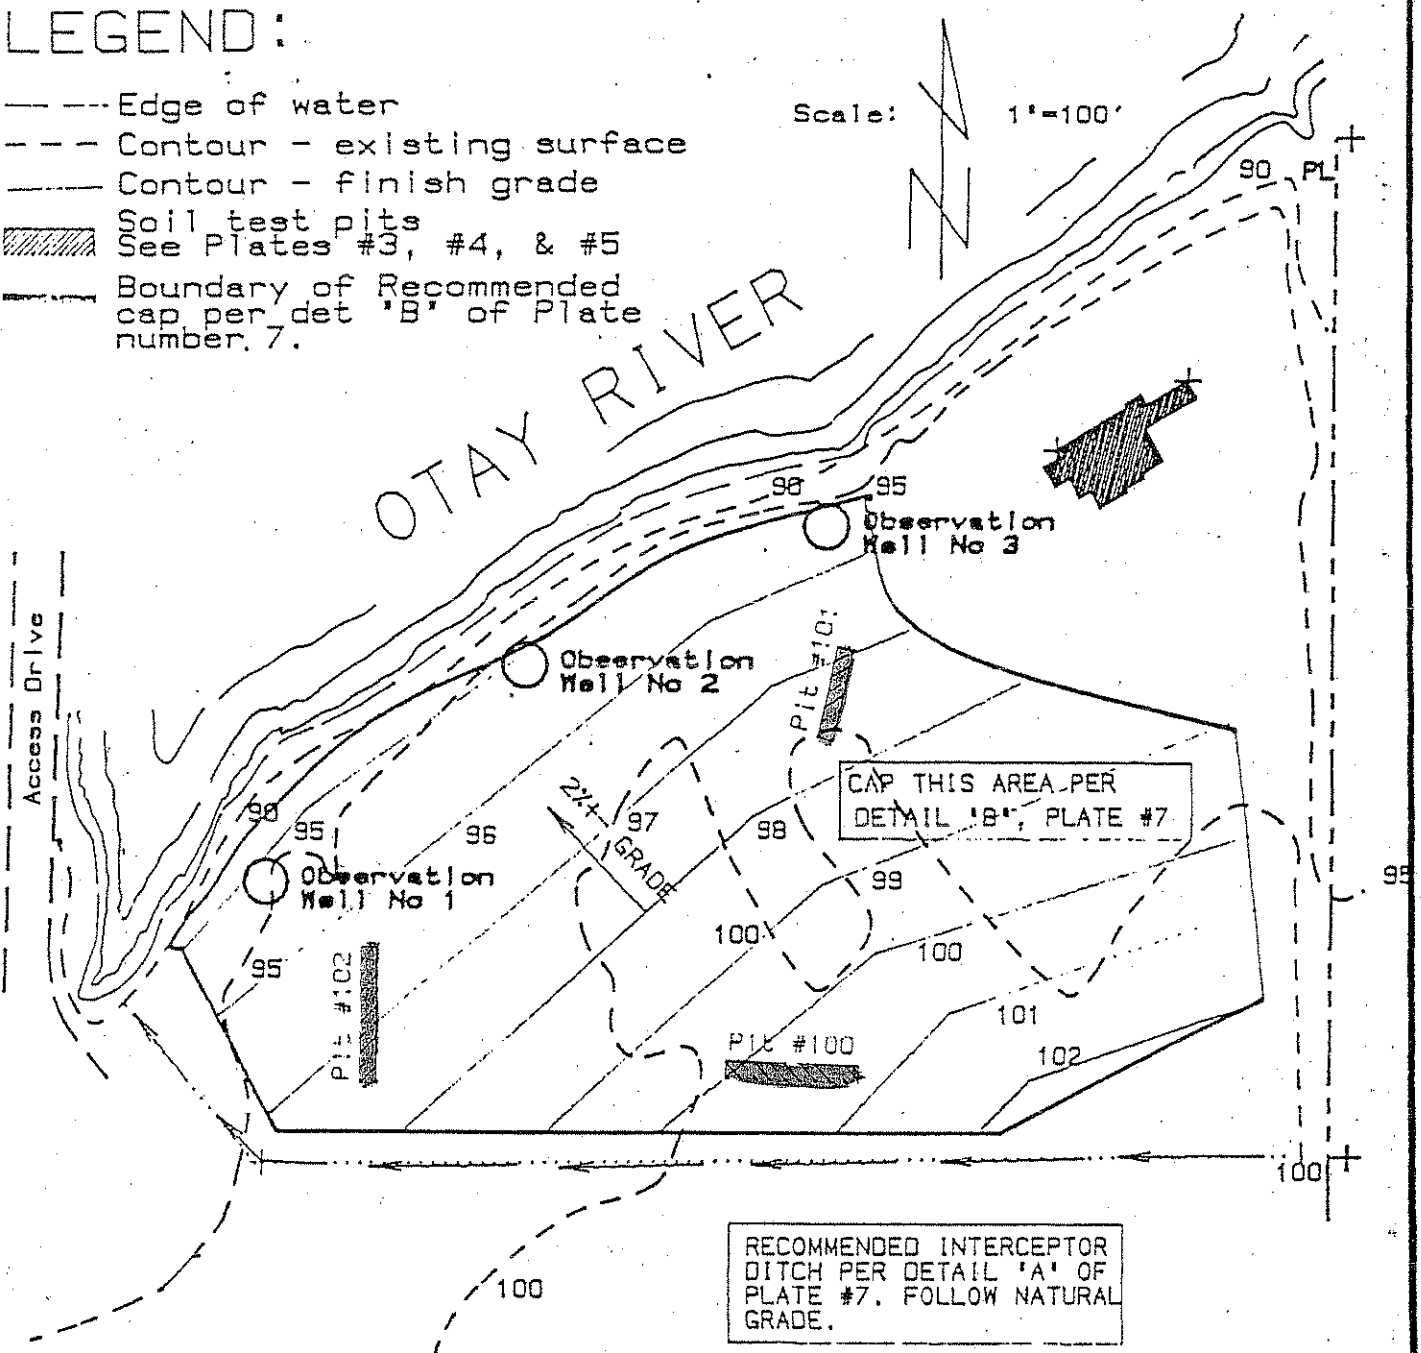 LEGEND:
Edge of water
Contour - existing surface
Contour - finish grade
Soil test pits
See Plates #3, #4, & #5
Boundary of Recommended
cap per det "B" of Plate
number 7.
Scale:
1"=100'
N
90
PL
OTAY RIVER
90
95
Observation
Well No 3
Access Drive
Observation
Well No 2
Pit #101
CAP THIS AREA PER
DETAIL "B", PLATE #7
90
95
96
2%+
GRADE
97
98
99
95
Observation
Well No 1
100
100
95
Pit #102
101
Pit #100
102
100
100
RECOMMENDED INTERCEPTOR
DITCH PER DETAIL "A" OF
PLATE #7. FOLLOW NATURAL
GRADE.